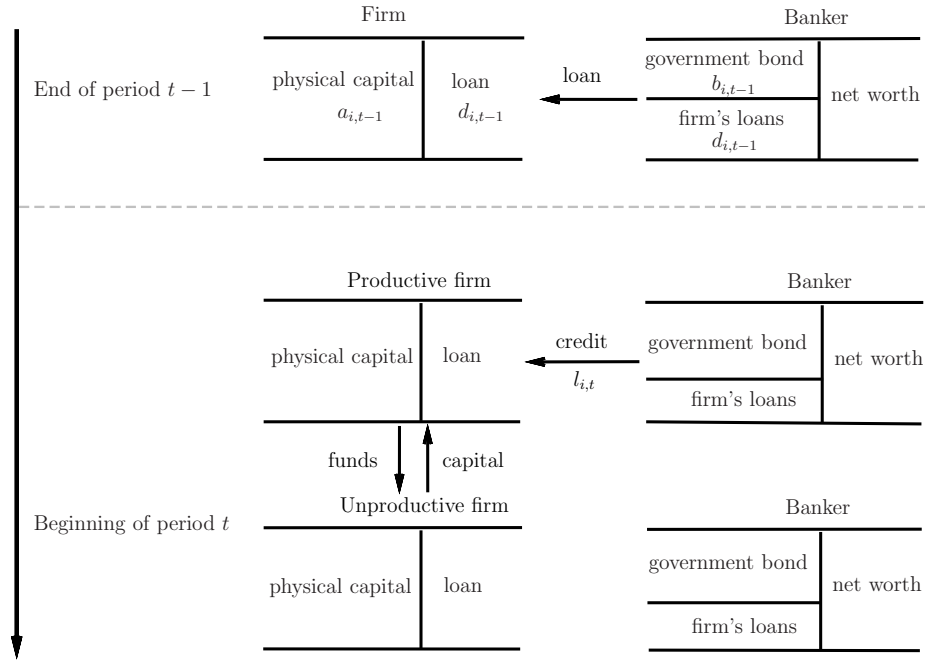 Firm
Banker
End of period t − 1
physical capital
a_{i,t−1}
loan
d_{i,t−1}
loan
government bond
b_{i,t−1}
firm's loans
d_{i,t−1}
net worth
Productive firm
Banker
physical capital
loan
credit
l_{i,t}
government bond
firm's loans
net worth
funds
capital
Beginning of period t
Unproductive firm
Banker
physical capital
loan
government bond
firm's loans
net worth